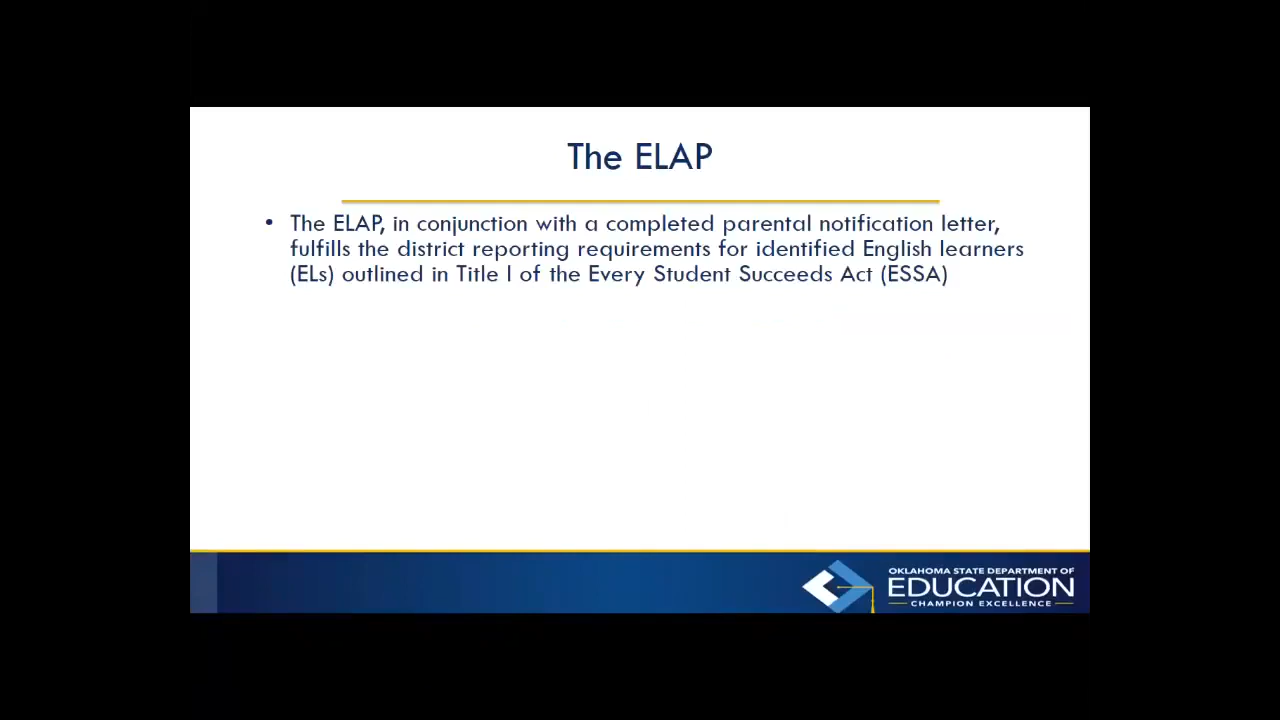 The ELAP
• The ELAP, in conjunction with a completed parental notification letter,
fulfills the district reporting requirements for identified English learners
(ELs) outlined in Title I of the Every Student Succeeds Act (ESSA)
OKLAHOMA STATE DEPARTMENT OF
EDUCATION
CHAMPION EXCELLENCE